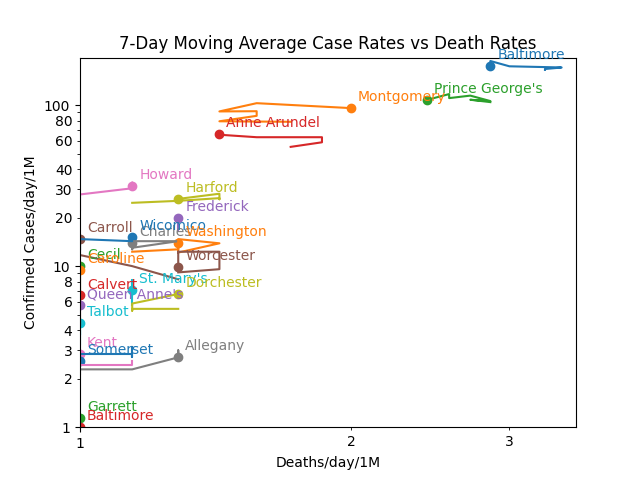 7-Day Moving Average Case Rates vs Death Rates
Baltimore
Prince George's
Montgomery
Anne Arundel
Howard
Harford
Frederick
Carroll
Wicomico
Charles
Washington
Cecil
Caroline
Worcester
St. Mary's
Calvert
Dorchester
Queen Anne's
Talbot
Kent
Somerset
Allegany
Garrett
Baltimore
100
80
60
40
30
20
10
8
6
4
3
2
1
Confirmed Cases/day/1M
1
2
3
Deaths/day/1M